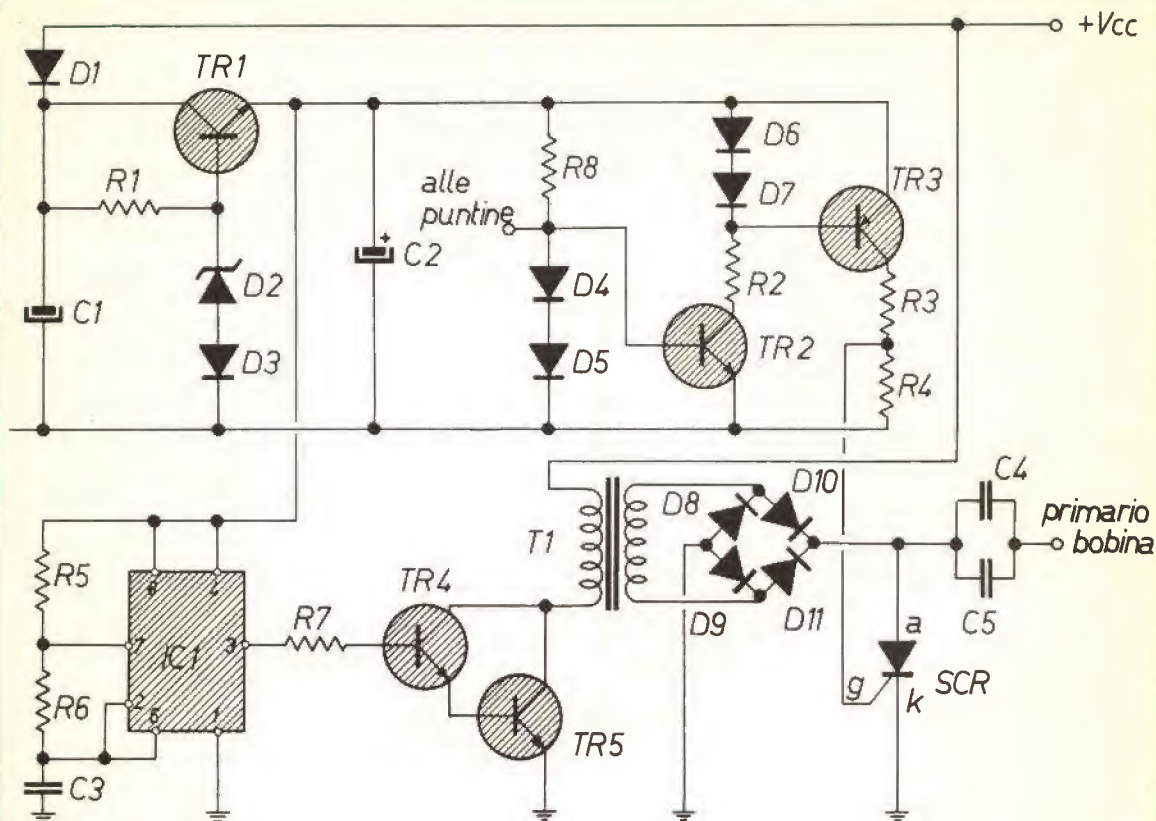 +Vcc
D1
TR1
R1
D2
C1
D3
C2
+
alle
puntine
R8
D4
D5
D6
D7
R2
TR2
TR3
R3
R4
R5
R6
C3
7
2
6
IC1
3
1
R7
TR4
TR5
T1
D8
D10
D9
D11
C4
C5
primario
bobina
a
g
k
SCR